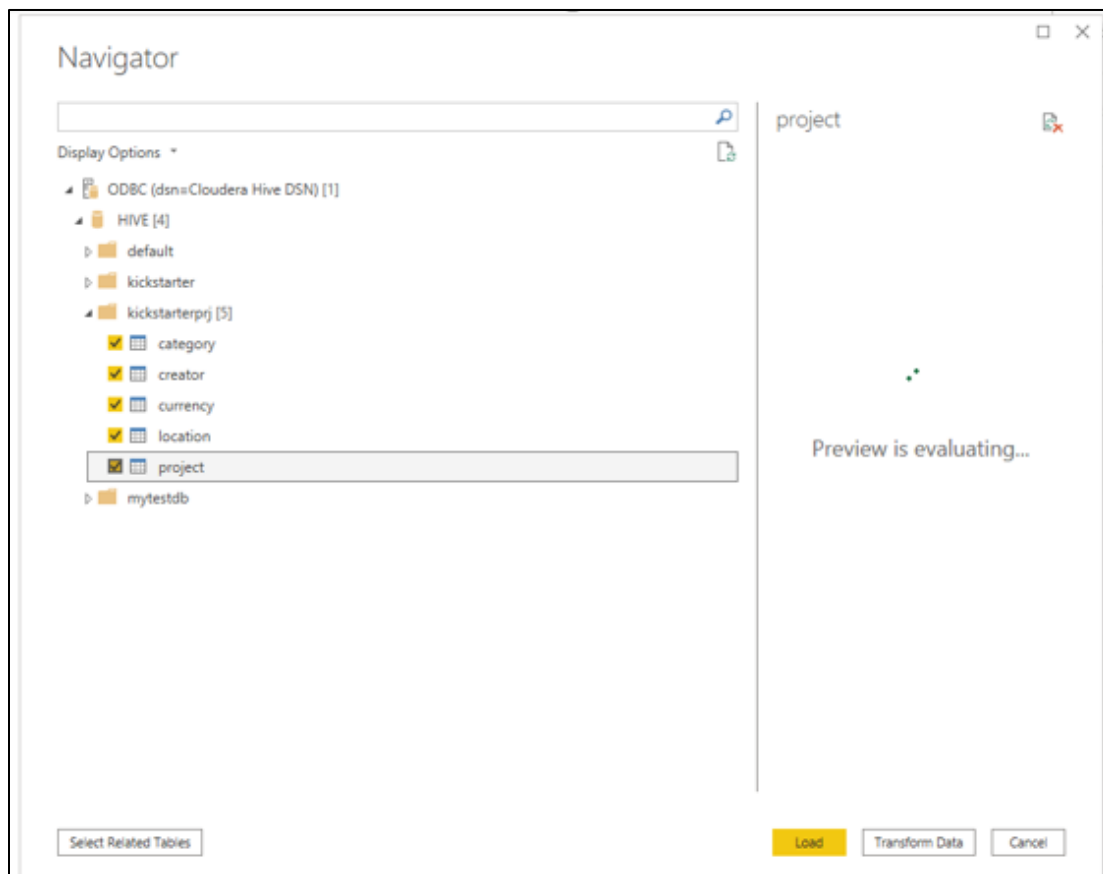 Navigator
Display Options
ODBC (dsn=Cloudera Hive DSN) [1]
HIVE [4]
default
kickstarter
kickstarterprj [5]
category
creator
currency
location
project
mytestdb
project
Preview is evaluating...
Select Related Tables
Load
Transform Data
Cancel